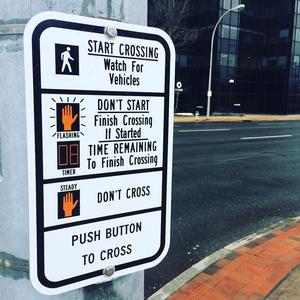 START CROSSING
Watch For
Vehicles
DON'T START
Finish Crossing
If Started
FLASHING
TIME REMAINING
To Finish Crossing
08
TIMER
STEADY
DON'T CROSS
PUSH BUTTON
TO CROSS